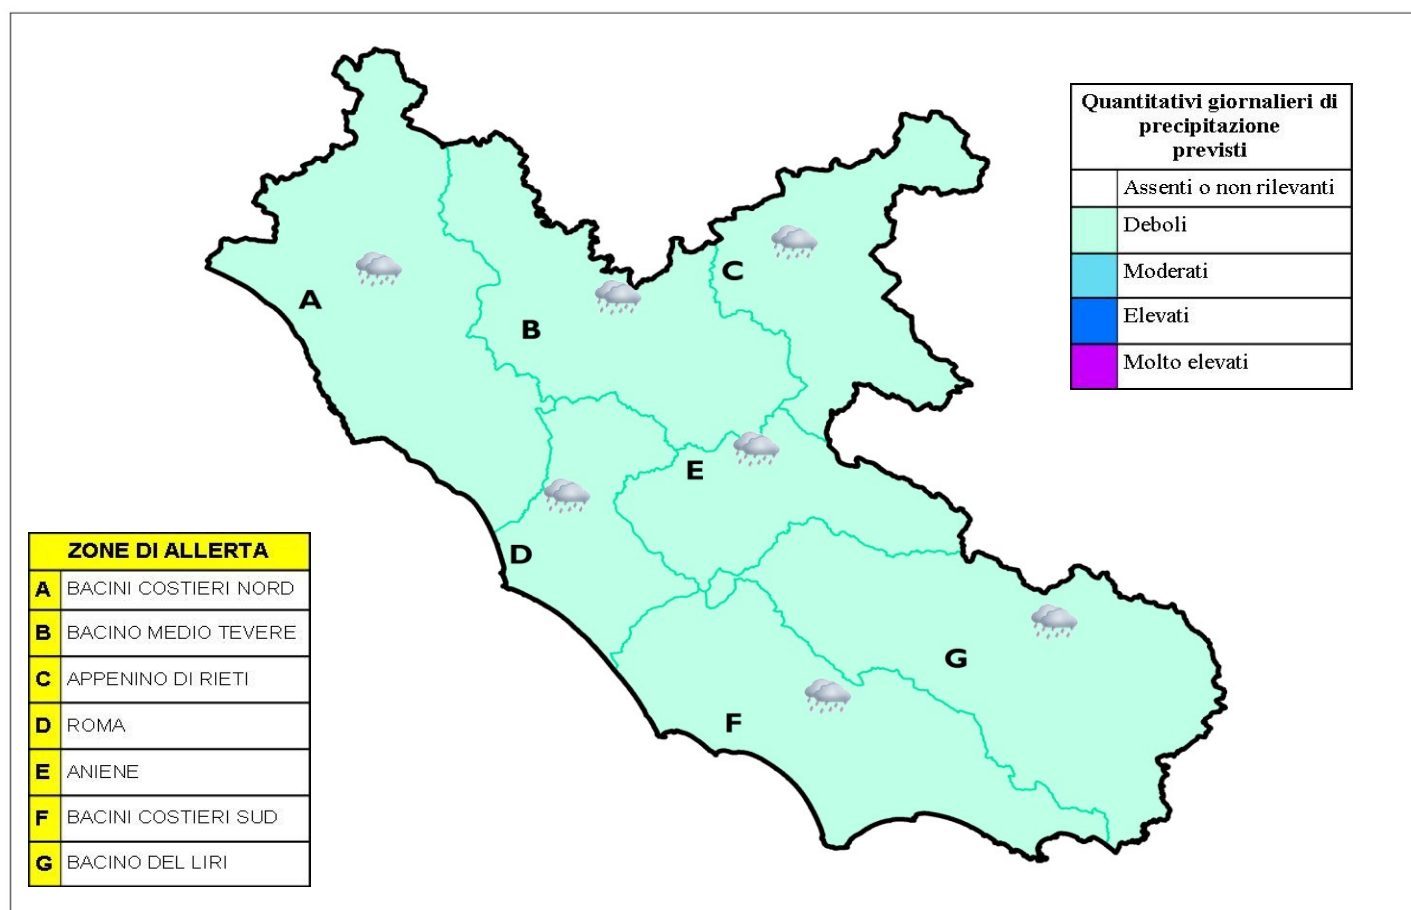 Quantitativi giornalieri di
precipitazione
previsti
Assenti o non rilevanti
Deboli
Moderati
Elevati
Molto elevati
A
B
C
D
E
F
G
ZONE DI ALLERTA
A BACINI COSTIERI NORD
B BACINO MEDIO TEVERE
C APPENINO DI RIETI
D ROMA
E ANIENE
F BACINI COSTIERI SUD
G BACINO DEL LIRI